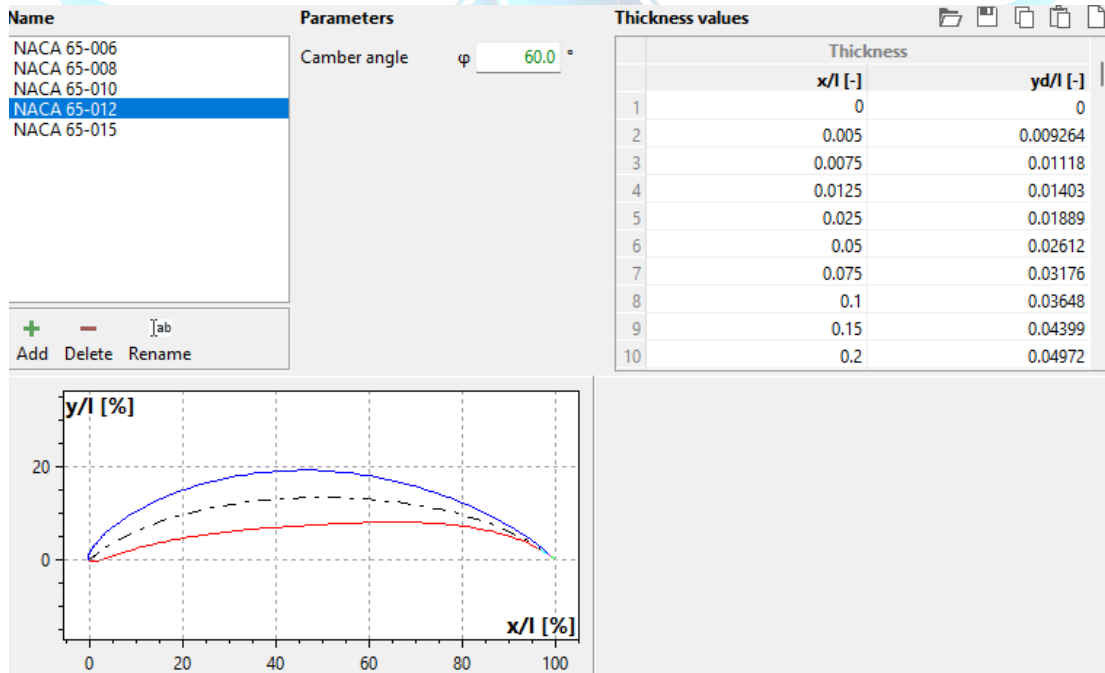 Name
NACA 65-006
NACA 65-008
NACA 65-010
NACA 65-012
NACA 65-015
Add Delete Rename
Parameters
Camber angle φ 60.0 °
Thickness values
Thickness
x/l [-] yd/l [-]
1 0 0
2 0.005 0.009264
3 0.0075 0.01118
4 0.0125 0.01403
5 0.025 0.01889
6 0.05 0.02612
7 0.075 0.03176
8 0.1 0.03648
9 0.15 0.04399
10 0.2 0.04972
y/l [%]
20
0
x/l [%]
0 20 40 60 80 100